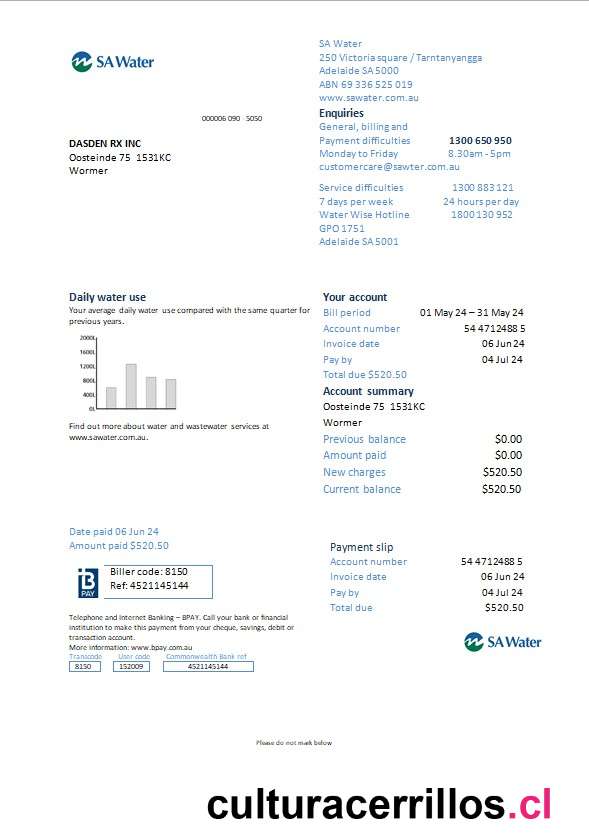 SA Water
SA Water
250 Victoria square / Tarntanyangga
Adelaide SA 5000
ABN 69 336 525 019
www.sawater.com.au
000006 090 5050
Enquiries
General, billing and
Payment difficulties 1300 650 950
Monday to Friday 8.30am - 5pm
customercare@sawter.com.au
DASDEN RX INC
Oosteinde 75 1531KC
Wormer
Service difficulties 1300 883 121
7 days per week 24 hours per day
Water Wise Hotline 1800 130 952
GPO 1751
Adelaide SA 5001
Daily water use
Your average daily water use compared with the same quarter for
previous years.
2000L
1600L
1200L
800L
400L
0L
Find out more about water and wastewater services at
www.sawater.com.au.
Your account
Bill period 01 May 24 – 31 May 24
Account number 54 4712488 5
Invoice date 06 Jun 24
Pay by 04 Jul 24
Total due $520.50
Account summary
Oosteinde 75 1531KC
Wormer
Previous balance $0.00
Amount paid $0.00
New charges $520.50
Current balance $520.50
Date paid 06 Jun 24
Amount paid $520.50
B
PAY
Biller code: 8150
Ref: 4521145144
Telephone and Internet Banking – BPAY. Call your bank or financial
institution to make this payment from your cheque, savings, debit or
transaction account.
More information: www.bpay.com.au
Transcode User code Commonwealth Bank ref
8150 152009 4521145144
Payment slip
Account number 54 4712488 5
Invoice date 06 Jun 24
Pay by 04 Jul 24
Total due $520.50
SA Water
Please do not mark below
culturacerrillos.cl